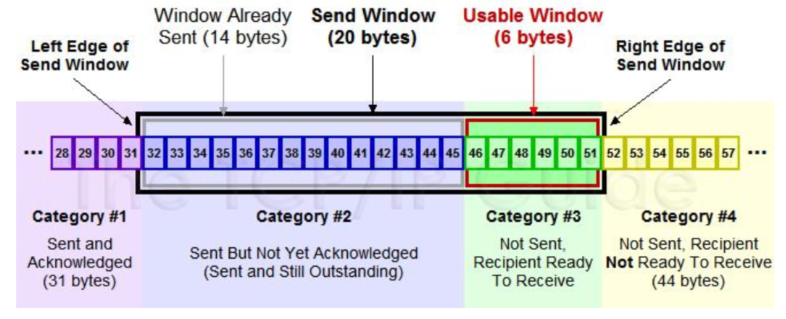 Window Already
Sent (14 bytes)
Send Window
(20 bytes)
Usable Window
(6 bytes)
Left Edge of
Send Window
Right Edge of
Send Window
... 28 29 30 31 32 33 34 35 36 37 38 39 40 41 42 43 44 45 46 47 48 49 50 51 52 53 54 55 56 57 ...
The TCP/IP Guide
Category #1
Sent and
Acknowledged
(31 bytes)
Category #2
Sent But Not Yet Acknowledged
(Sent and Still Outstanding)
Category #3
Not Sent,
Recipient Ready
To Receive
Category #4
Not Sent, Recipient
Not Ready To Receive
(44 bytes)